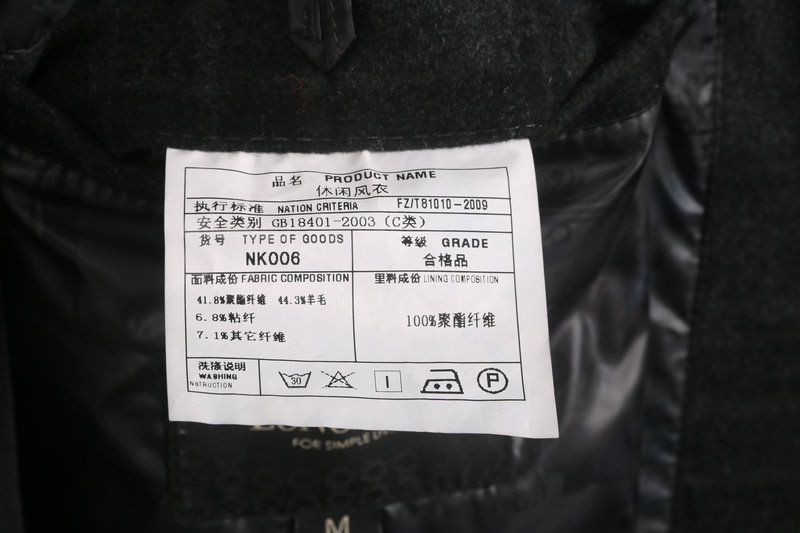 品名 PRODUCT NAME
休闲风衣
执行标准 NATION CRITERIA FZ/T81010-2009
安全类别 GB18401-2003 (C类)
货号 TYPE OF GOODS 等级 GRADE
NK006 合格品
面料成份 FABRIC COMPOSITION 里料成份 LINING COMPOSITION
41.8%聚酯纤维 44.3%羊毛
6.8%粘纤 100%聚酯纤维
7.1%其它纤维
洗涤说明
WASHING
NSTRUCTION
30 P
FOR SIMPLE
M